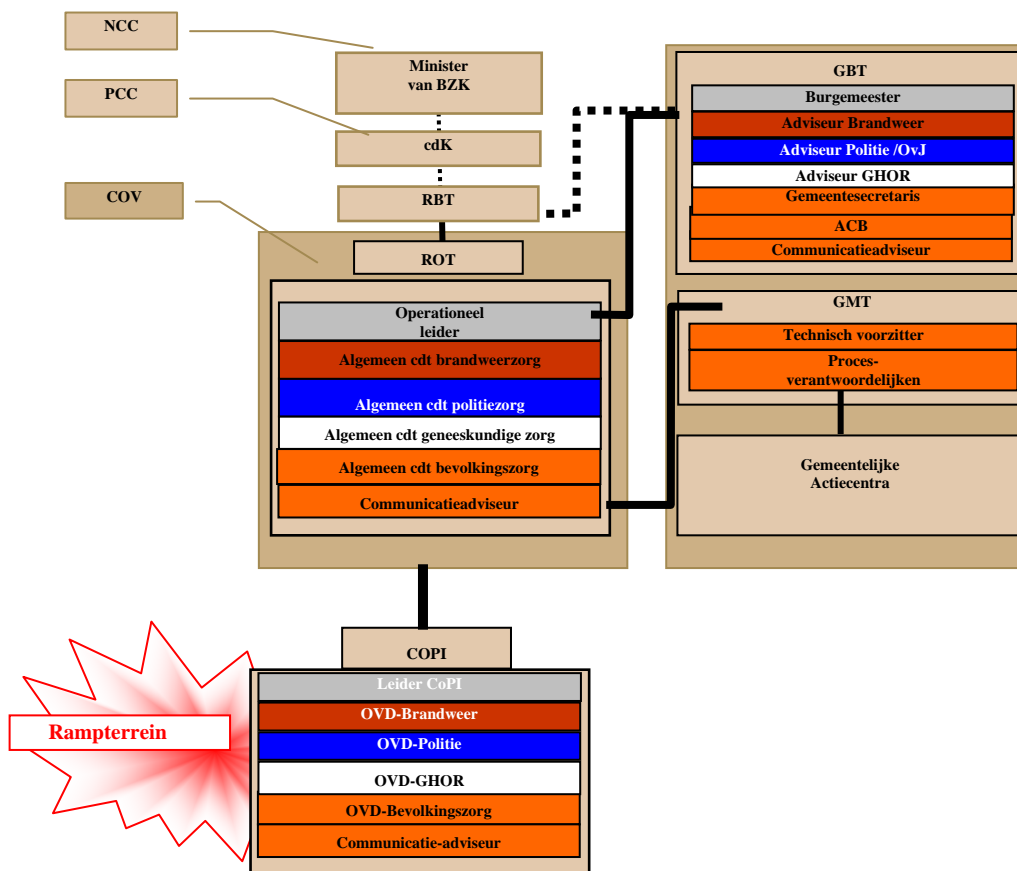 NCC
PCC
COV
Minister
van BZK
cdK
RBT
ROT
Operationeel
leider
Algemeen cdt brandweerzorg
Algemeen cdt politiezorg
Algemeen cdt geneeskundige zorg
Algemeen cdt bevolkingszorg
Communicatieadviseur
GBT
Burgemeester
Adviseur Brandweer
Adviseur Politie /OvJ
Adviseur GHOR
Gemeentesecretaris
ACB
Communicatieadviseur
GMT
Technisch voorzitter
Proces-
verantwoordelijken
Gemeentelijke
Actiecentra
COPI
Leider CoPI
OVD-Brandweer
OVD-Politie
OVD-GHOR
OVD-Bevolkingszorg
Communicatie-adviseur
Rampterrein